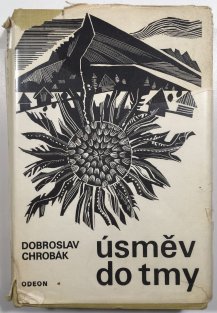 DOBROSLAV
CHROBÁK
úsměv
do tmy
ODEON